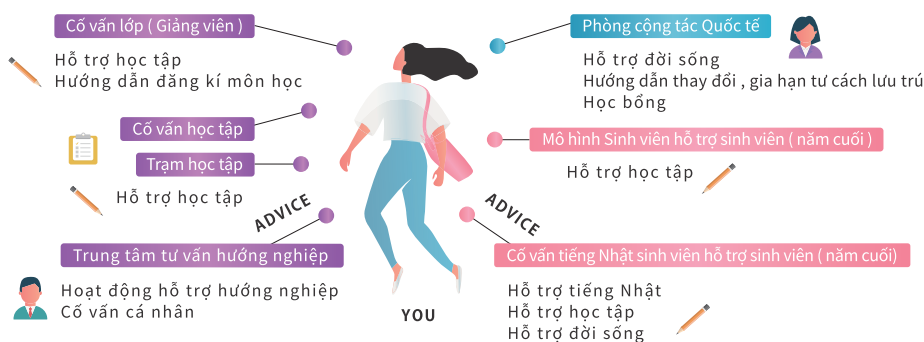 Cố vấn lớp ( Giảng viên )
Hỗ trợ học tập
Hướng dẫn đăng kí môn học
Cố vấn học tập
Trạm học tập
Hỗ trợ học tập
ADVICE
Trung tâm tư vấn hướng nghiệp
Hoạt động hỗ trợ hướng nghiệp
Cố vấn cá nhân
YOU
Phòng cộng tác Quốc tế
Hỗ trợ đời sống
Hướng dẫn thay đổi , gia hạn tư cách lưu trú
Học bổng
Mô hình Sinh viên hỗ trợ sinh viên ( năm cuối )
Hỗ trợ học tập
ADVICE
Cố vấn tiếng Nhật sinh viên hỗ trợ sinh viên ( năm cuối)
Hỗ trợ tiếng Nhật
Hỗ trợ học tập
Hỗ trợ đời sống